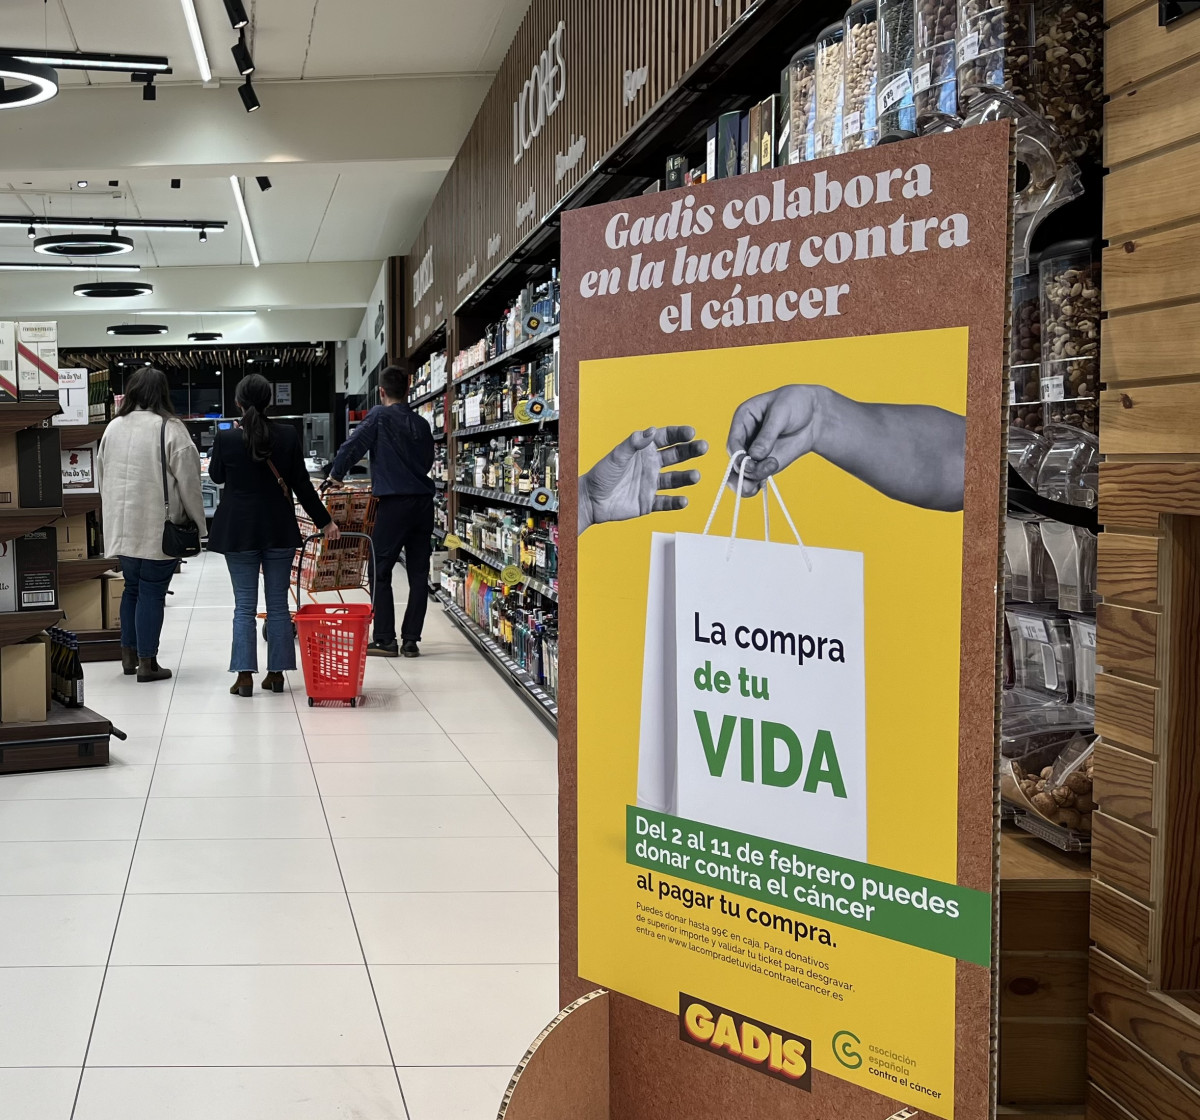 LICORES
Gadis colabora
en la lucha contra
el cáncer
La compra
de tu
VIDA
Del 2 al 11 de febrero puedes
donar contra el cáncer
al pagar tu compra.
Puedes donar hasta 99€ en caja. Para donativos
de superior importe y validar tu ticket para desgravar,
entra en www.lacompradetuvida.contraelcancer.es
GADIS
asociación
española
contra el cáncer